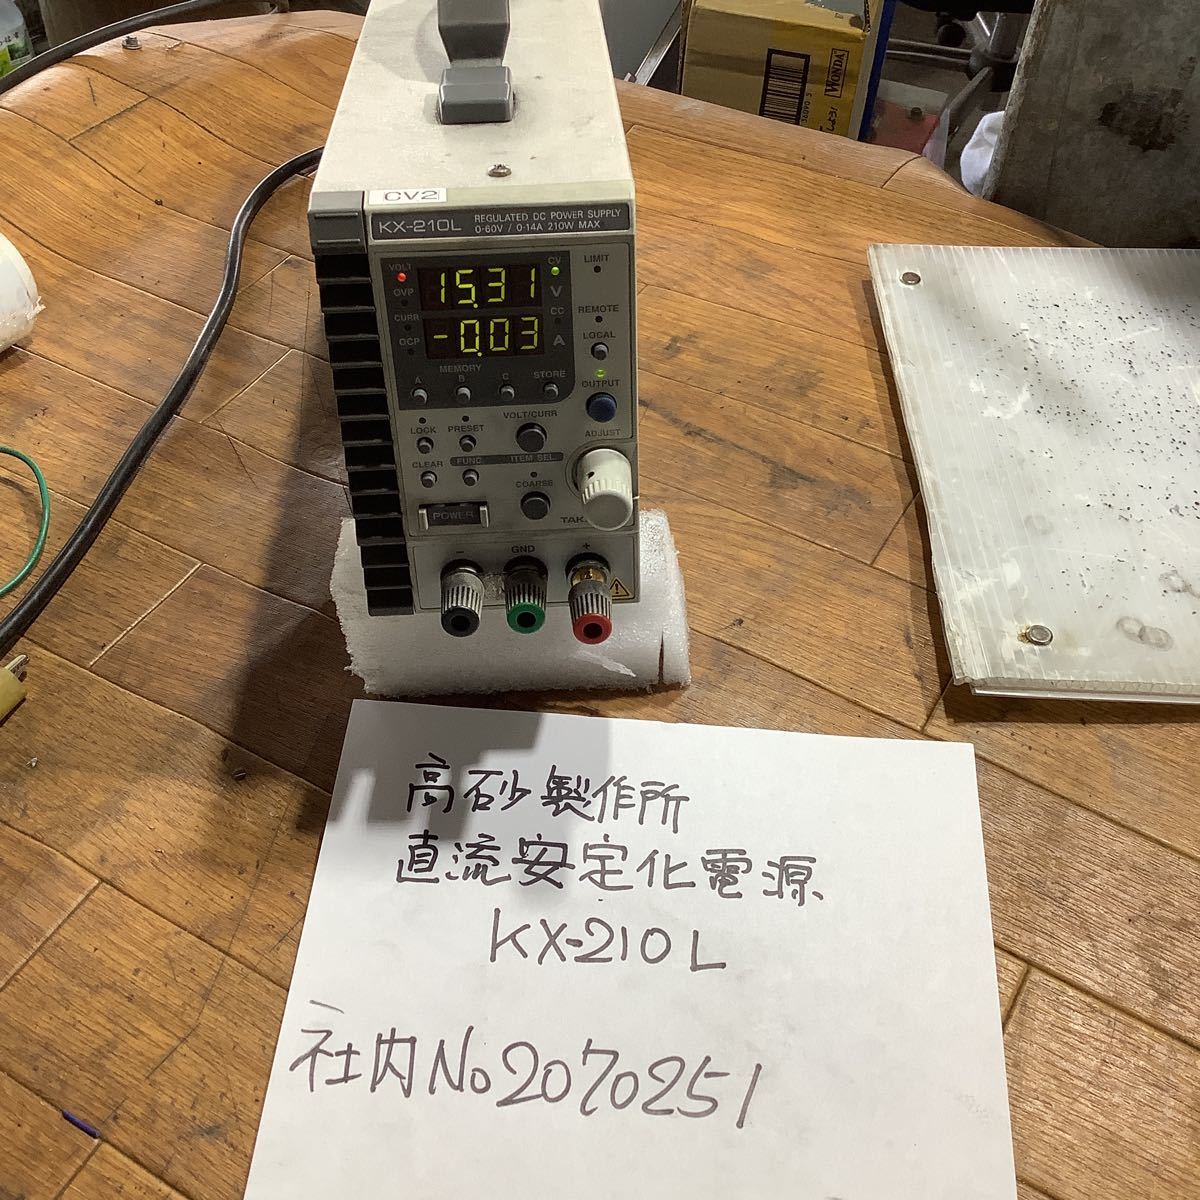 WONDA
CV2
KX-210L
REGULATED DC POWER SUPPLY
0-60V / 0-14A 210W MAX
VOLT
OVP
CURR
OCP
15.31
-0.03
CV
V
CC
A
LIMIT
REMOTE
LOCAL
OUTPUT
MEMORY
A
B
C
STORE
LOCK
PRESET
VOLT/CURR
ADJUST
CLEAR
FUNC
ITEM SEL.
COARSE
POWER
TAK
-
GND
+
高砂製作所
直流安定化電源
KX-210L
社内No2070251